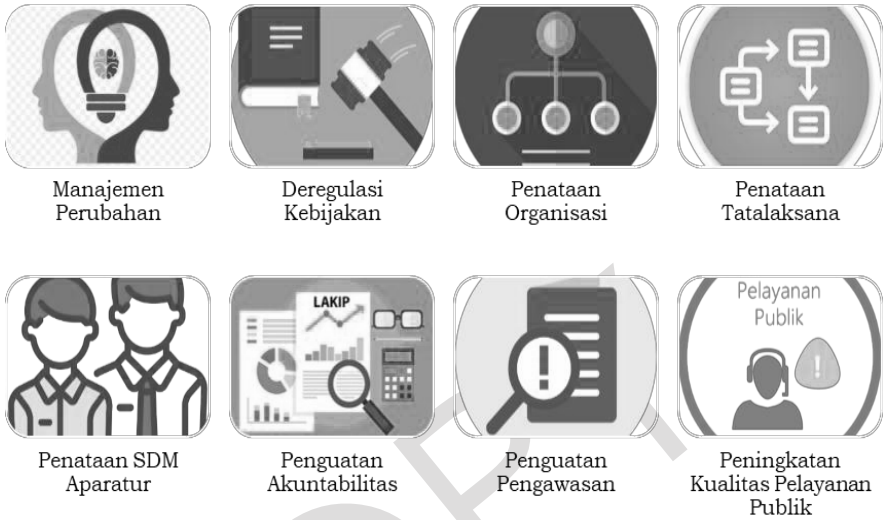 Manajemen
Perubahan
Deregulasi
Kebijakan
Penataan
Organisasi
Penataan
Tatalaksana
LAKIP
Pelayanan
Publik
Penataan SDM
Aparatur
Penguatan
Akuntabilitas
Penguatan
Pengawasan
Peningkatan
Kualitas Pelayanan
Publik